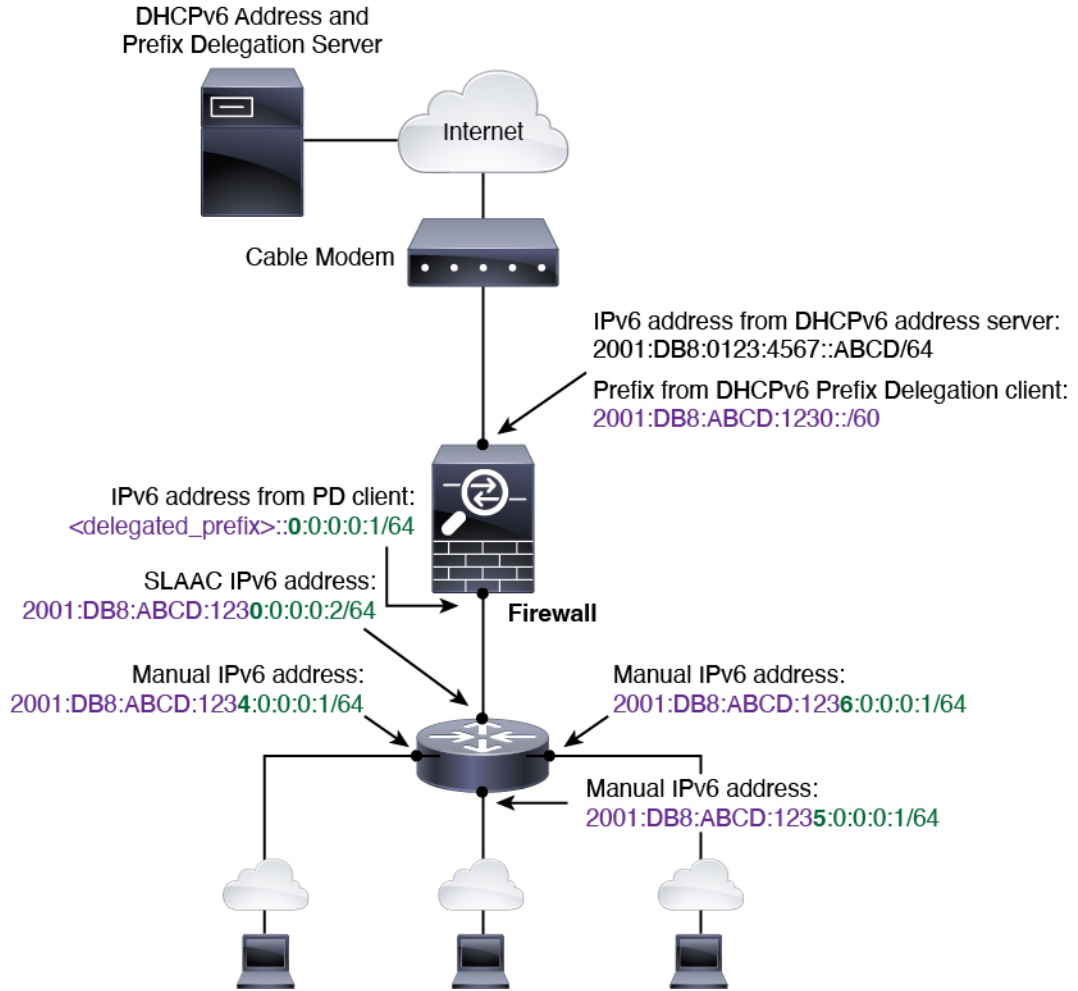 DHCPv6 Address and
Prefix Delegation Server
Internet
Cable Modem
IPv6 address from DHCPv6 address server:
2001:DB8:0123:4567::ABCD/64
Prefix from DHCPv6 Prefix Delegation client:
2001:DB8:ABCD:1230::/60
IPv6 address from PD client:
<delegated_prefix>::0:0:0:0:1/64
SLAAC IPv6 address:
2001:DB8:ABCD:1230:0:0:0:2/64
Firewall
Manual IPv6 address:
2001:DB8:ABCD:1234:0:0:0:1/64
Manual IPv6 address:
2001:DB8:ABCD:1236:0:0:0:1/64
Manual IPv6 address:
2001:DB8:ABCD:1235:0:0:0:1/64